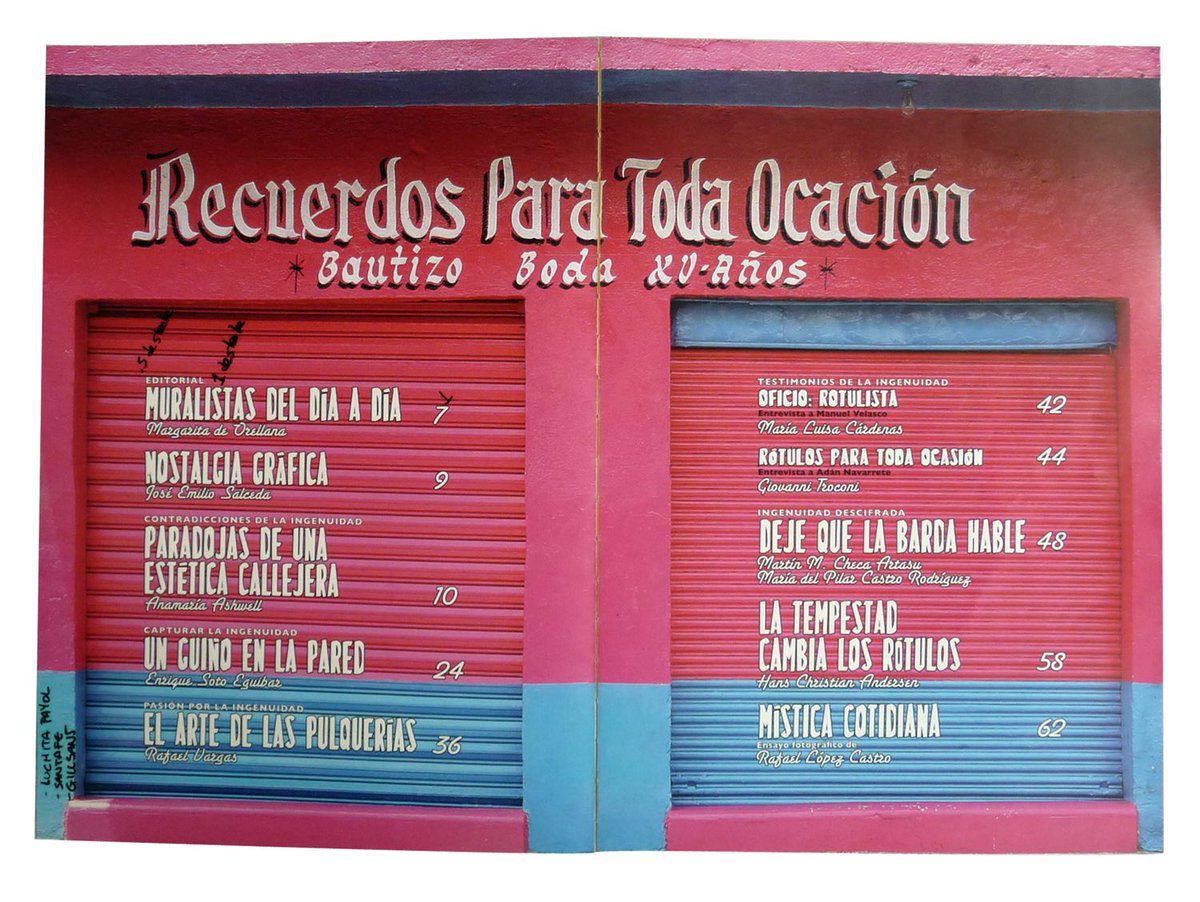 Recuerdos Para Toda Ocación
Bautizo Boda XV-Años
EDITORIAL
MURALISTAS DEL DÍA A DÍA 7
Margarita de Orellana
NOSTALGIA GRÁFICA 9
José Emilio Salceda
CONTRADICCIONES DE LA INGENUIDAD
PARADOJAS DE UNA
ESTÉTICA CALLEJERA 10
Anamaría Ashwell
CAPTURAR LA INGENUIDAD
UN GUIÑO EN LA PARED 24
Enrique Soto Eguibar
PASIÓN POR LA INGENUIDAD
EL ARTE DE LAS PULQUERÍAS 36
Rafael Vargas
- LUCHITA PAYOL
- SANTA FE
- GILLSANS
TESTIMONIOS DE LA INGENUIDAD
OFICIO: ROTULISTA 42
Entrevista a Manuel Velasco
María Luisa Cárdenas
RÓTULOS PARA TODA OCASIÓN 44
Entrevista a Adán Navarrete
Giovanni Troconi
INGENUIDAD DESCIFRADA
DEJE QUE LA BARDA HABLE 48
Martín M. Checa Artasu
María del Pilar Castro Rodríguez
LA TEMPESTAD
CAMBIA LOS RÓTULOS 58
Hans Christian Andersen
MÍSTICA COTIDIANA 62
Ensayo fotográfico de
Rafael López Castro